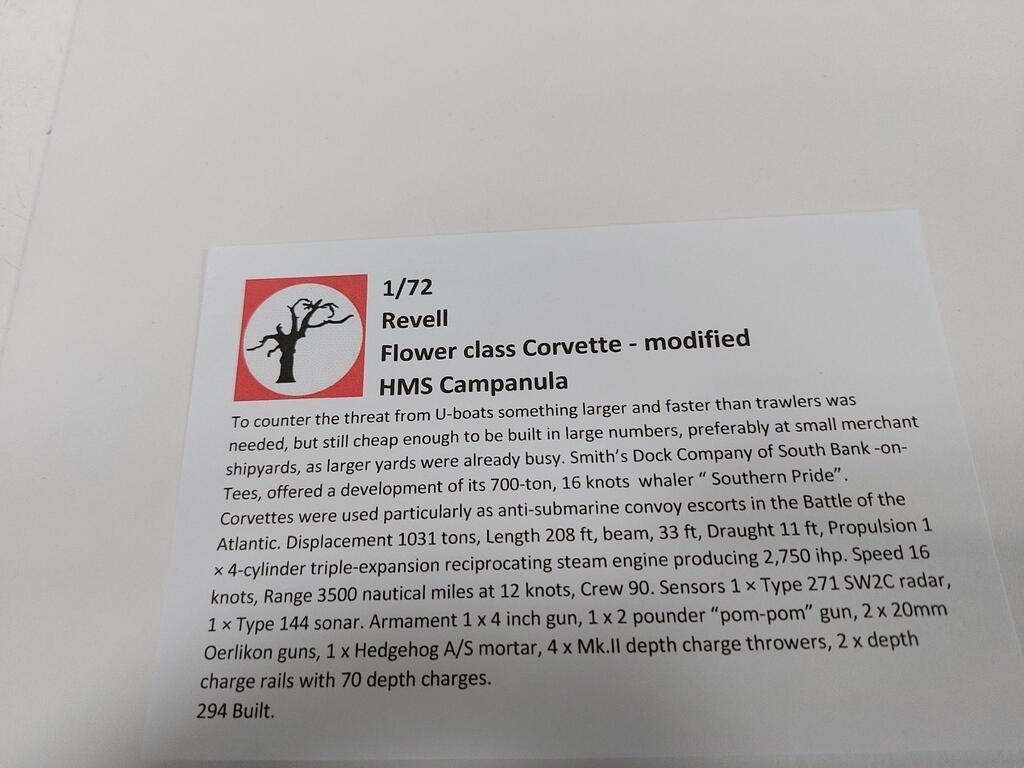 1/72
Revell
Flower class Corvette - modified
HMS Campanula
To counter the threat from U-boats something larger and faster than trawlers was
needed, but still cheap enough to be built in large numbers, preferably at small merchant
shipyards, as larger yards were already busy. Smith's Dock Company of South Bank -on-
Tees, offered a development of its 700-ton, 16 knots  whaler " Southern Pride".
Corvettes were used particularly as anti-submarine convoy escorts in the Battle of the
Atlantic. Displacement 1031 tons, Length 208 ft, beam, 33 ft, Draught 11 ft, Propulsion 1
× 4-cylinder triple-expansion reciprocating steam engine producing 2,750 ihp. Speed 16
knots, Range 3500 nautical miles at 12 knots, Crew 90. Sensors 1 × Type 271 SW2C radar,
1 × Type 144 sonar. Armament 1 x 4 inch gun, 1 x 2 pounder "pom-pom" gun, 2 x 20mm
Oerlikon guns, 1 x Hedgehog A/S mortar, 4 x Mk.II depth charge throwers, 2 x depth
charge rails with 70 depth charges.
294 Built.